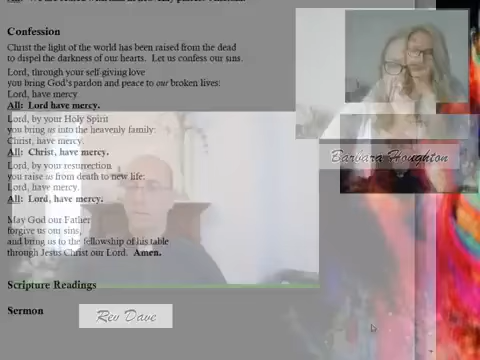 Confession
Christ the light of the world has been raised from the dead
to dispel the darkness of our hearts. Let us confess our sins.
Lord, through your self-giving love
you bring God's pardon and peace to our broken lives:
Lord, have mercy.
All: Lord have mercy.
Lord, by your Holy Spirit
you bring us into the heavenly family:
Christ, have mercy.
All: Christ, have mercy.
Lord, by your resurrection
you raise us from death to new life:
Lord, have mercy.
All: Lord, have mercy.
May God our Father
forgive us our sins,
and bring us to the fellowship of his table
through Jesus Christ our Lord. Amen.
Scripture Readings
Sermon
Rev Dave
Barbara Houghton